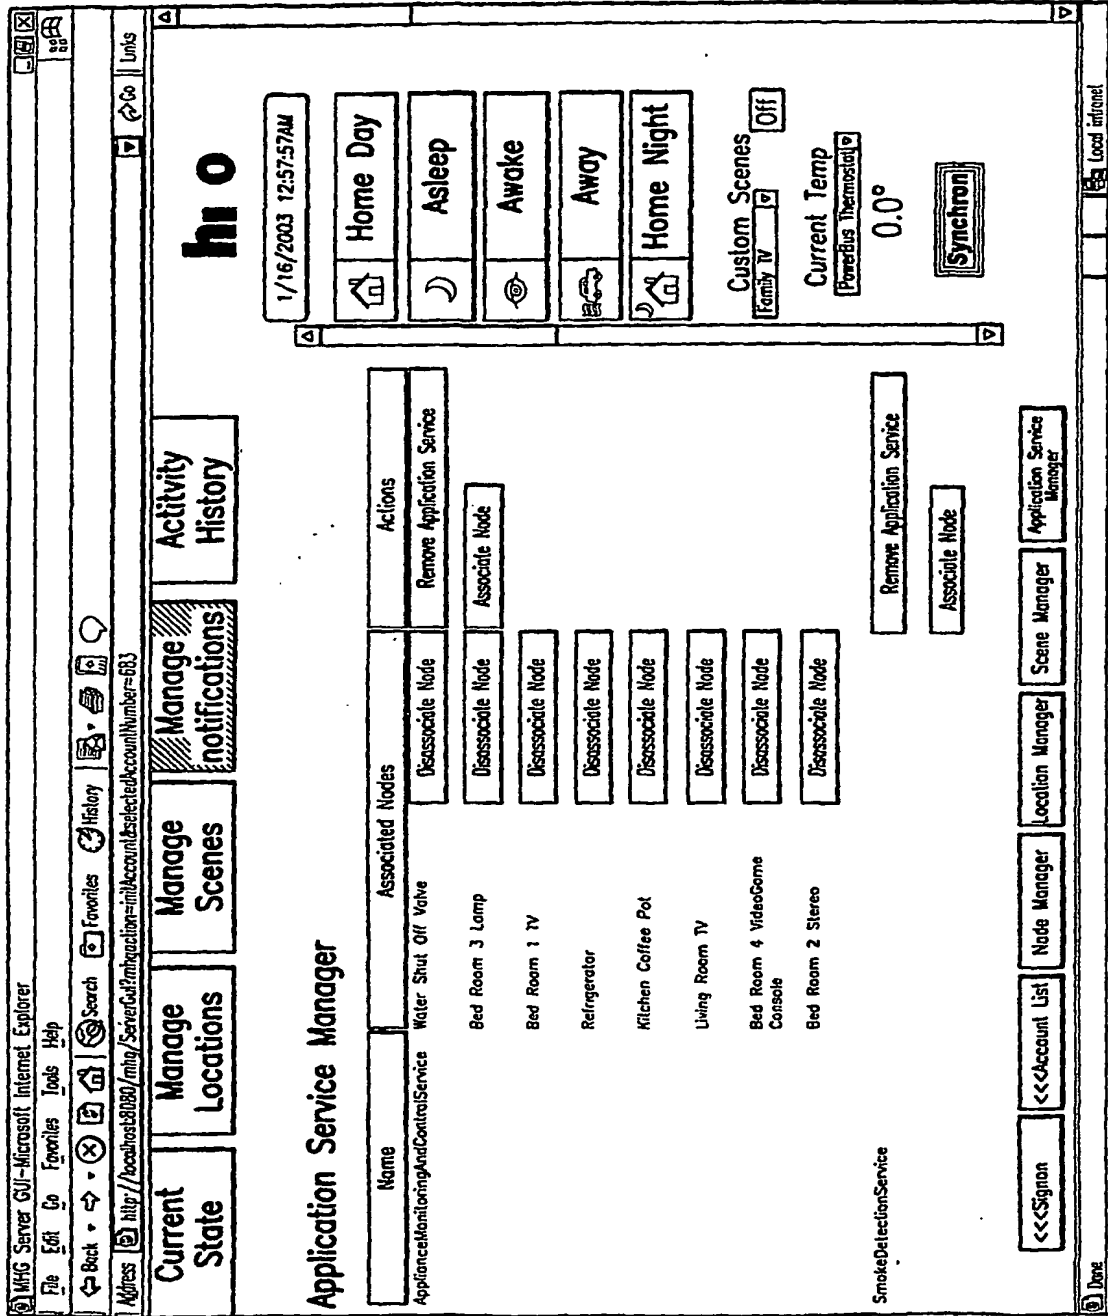 MHG Server GUI-Microsoft Internet Explorer
File Edit Go Favorites Tools Help
Back Search Favorites History
Address http://localhost:8080/mhg/ServerGui?mhgaction=initAccount&selectedAccountNumber=683 Go Links
Current State
Manage Locations
Manage Scenes
Manage notifications
Actitvity History
hi o
1/16/2003 12:57:57AM
Home Day
Asleep
Awake
Away
Home Night
Custom Scenes
Family TV Off
Current Temp
PowerBus Thermostat
0.0°
Synchron
Application Service Manager
Name Associated Nodes Actions
ApplianceMonitoringAndControlService Water Shut Off Valve Disassociate Node Remove Application Service
Bed Room 3 Lamp Disassociate Node Associate Node
Bed Room 1 TV Disassociate Node
Refrigerator Disassociate Node
Kitchen Coffee Pot Disassociate Node
Living Room TV Disassociate Node
Bed Room 4 VideoGame Console Disassociate Node
Bed Room 2 Stereo Disassociate Node
SmokeDetectionService Remove Application Service
Associate Node
<<<Signon <<<Account List Node Manager Location Manager Scene Manager Application Service Manager
Done Local intranet